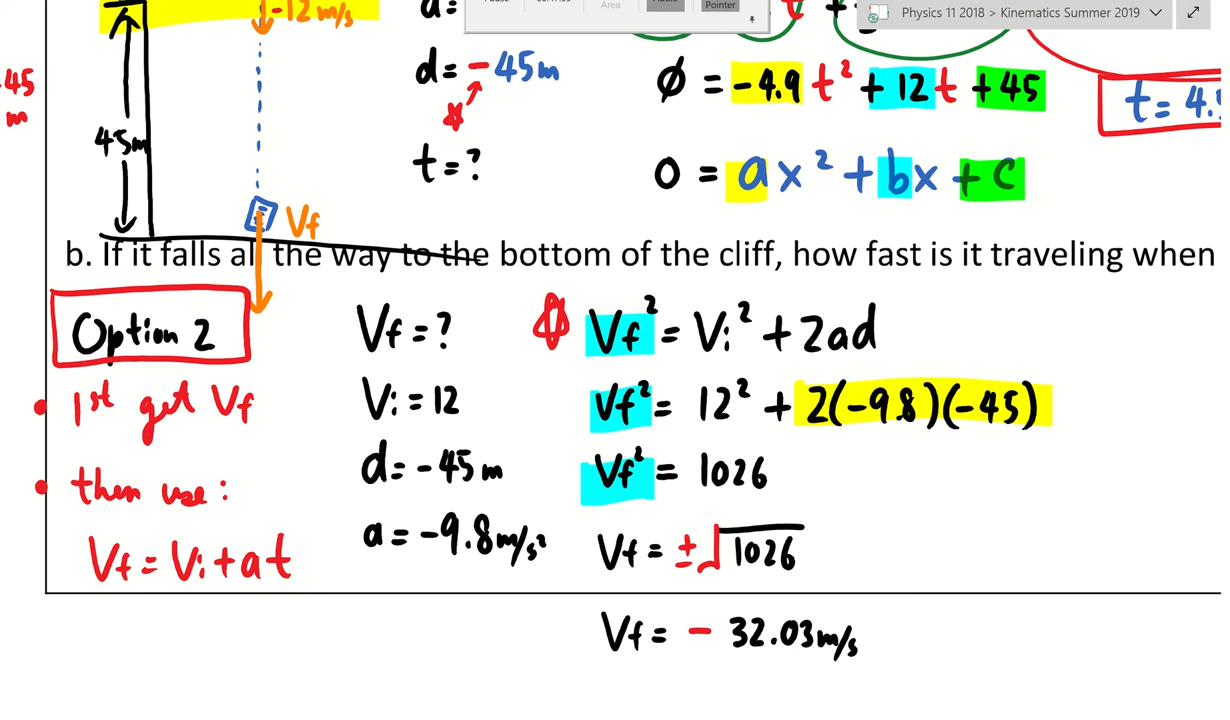 -12 m/s
Area
Pointer
Physics 11 2018 > Kinematics Summer 2019
45
m
45m
d = - 45m
t = ?
Ø = -4.9 t² + 12 t + 45
0 = a x² + b x + c
Vf
b. If it falls all the way to the bottom of the cliff, how fast is it traveling when
Option 2
• 1st get Vf
• then use:
Vf = Vi + at
Vf = ?
Vi = 12
d = -45 m
a = -9.8 m/s²
Vf² = Vi² + 2ad
Vf² = 12² + 2(-9.8)(-45)
Vf² = 1026
Vf = ± √1026
Vf = - 32.03 m/s